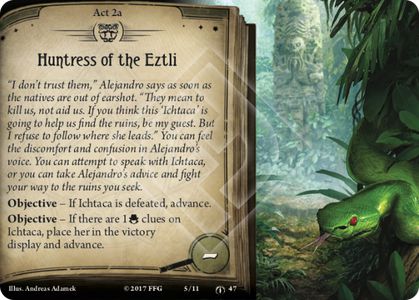 Act 2a
Huntress of the Eztli
“I don’t trust them,” Alejandro says as soon as
the natives are out of earshot. “They mean to
kill us, not aid us. If you think this ‘Ichtaca’ is
going to help us find the ruins, be my guest. But
I refuse to follow where she leads.” You can feel
the discomfort and confusion in Alejandro’s
voice. You can attempt to speak with Ichtaca,
or you can take Alejandro’s advice and fight
your way to the ruins you seek.
Objective – If Ichtaca is defeated, advance.
Objective – If there are 1 clues on
Ichtaca, place her in the victory
display and advance.
–
Illus. Andreas Adamek
© 2017 FFG
5/11
47